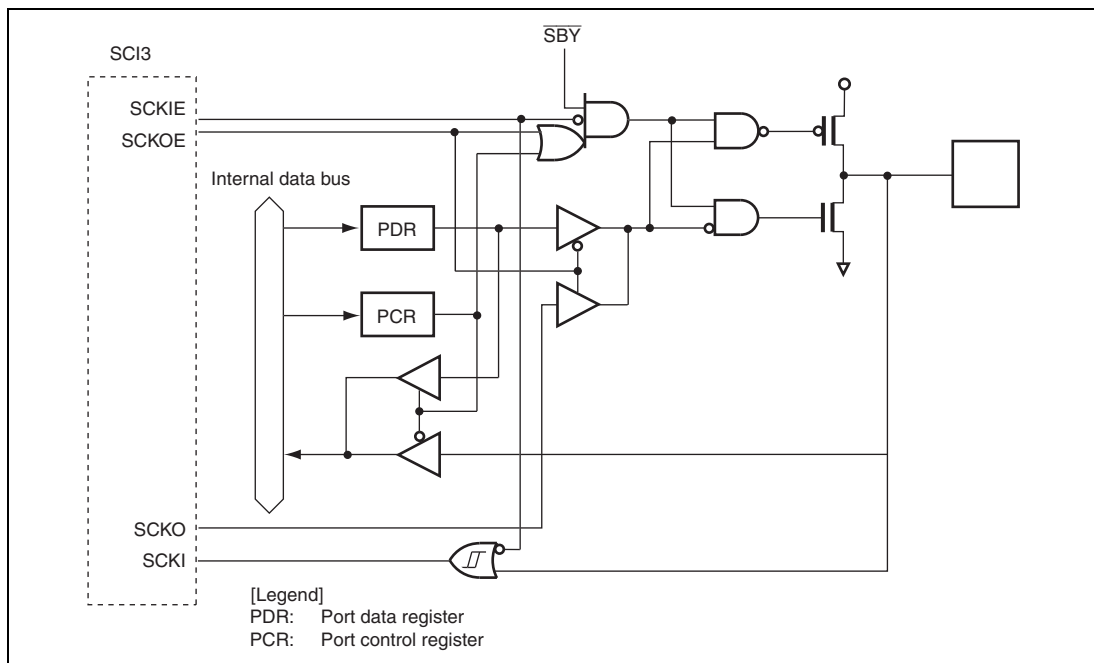 SCI3
SBY
SCKIE
SCKOE
Internal data bus
PDR
PCR
SCKO
SCKI
[Legend]
PDR: Port data register
PCR: Port control register